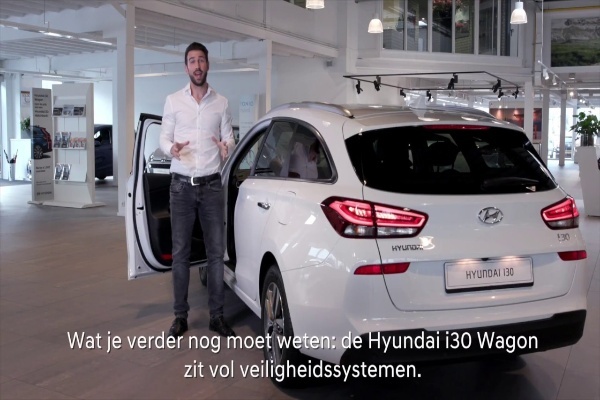 HYUNDAI
i30
HYUNDAI i30
Wat je verder nog moet weten: de Hyundai i30 Wagon
zit vol veiligheidssystemen.